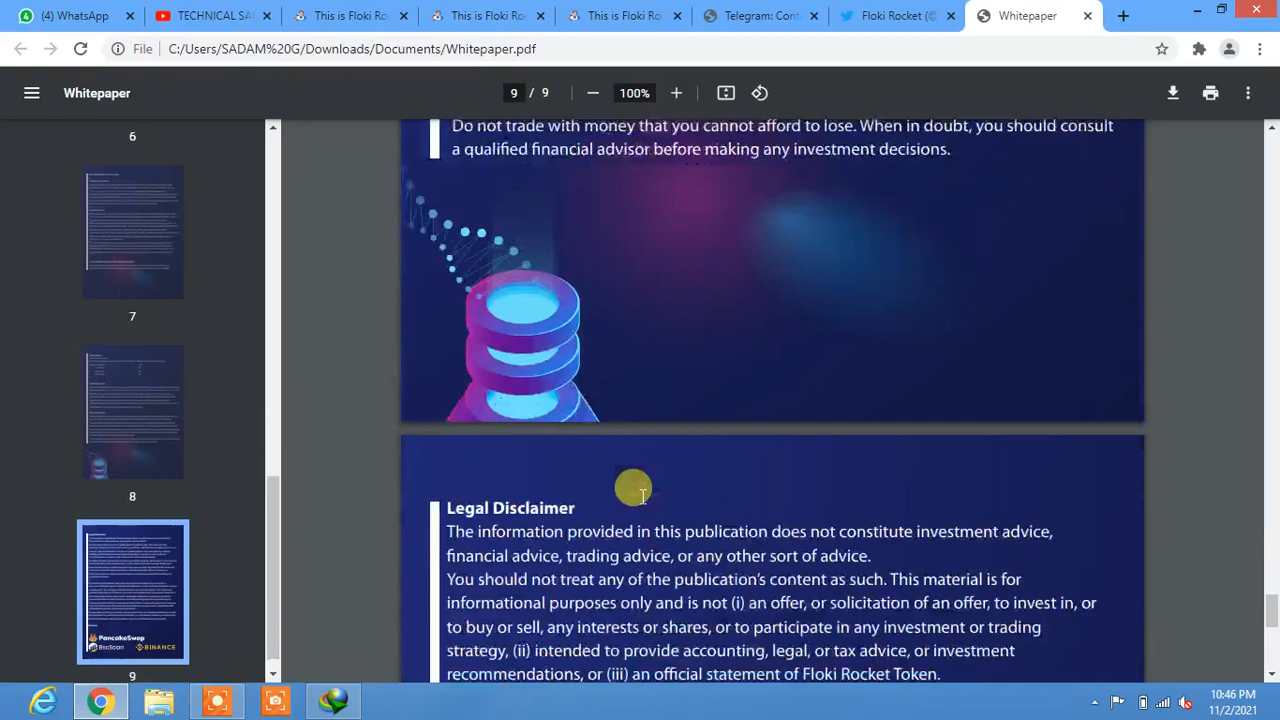 (4) WhatsApp
TECHNICAL SA
This is Floki Ro
This is Floki Ro
This is Floki Ro
Telegram: Cont
Floki Rocket (@
Whitepaper
File
C:/Users/SADAM%20G/Downloads/Documents/Whitepaper.pdf
Whitepaper
9 / 9
100%
6
7
8
9
PancakeSwap
BscScan
BINANCE
Do not trade with money that you cannot afford to lose. When in doubt, you should consult
a qualified financial advisor before making any investment decisions.
Legal Disclaimer
The information provided in this publication does not constitute investment advice,
financial advice, trading advice, or any other sort of advice.
You should not treat any of the publication's content as such. This material is for
information purposes only and is not (i) an offer, or solicitation of an offer, to invest in, or
to buy or sell, any interests or shares, or to participate in any investment or trading
strategy, (ii) intended to provide accounting, legal, or tax advice, or investment
recommendations, or (iii) an official statement of Floki Rocket Token.
10:46 PM
11/2/2021